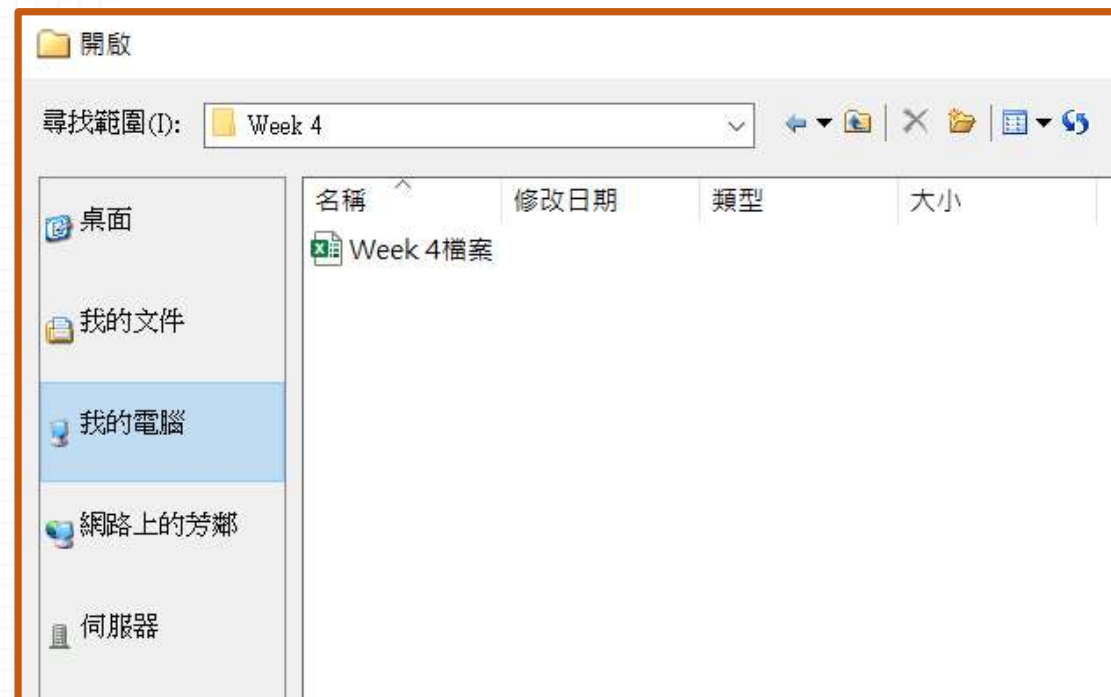 開啟
尋找範圍(I): Week 4
桌面
我的文件
我的電腦
網路上的芳鄰
伺服器
名稱 修改日期 類型 大小
Week 4檔案